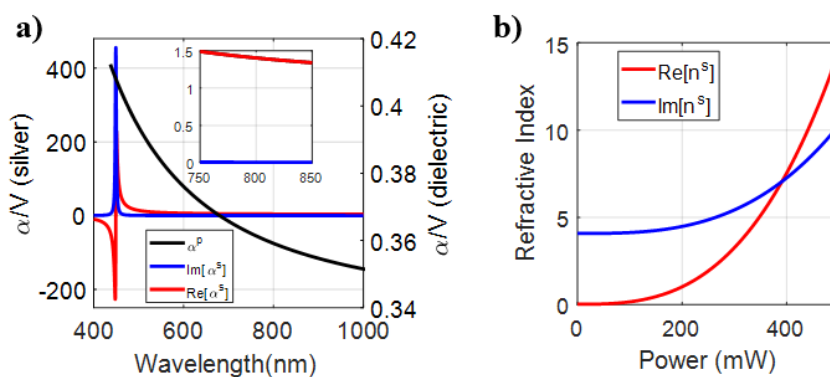 a)
400
200
0
-200
α/V (silver)
0.42
0.4
0.38
0.36
0.34
α/V (dielectric)
1.5
1
0.5
0
750 800 850
α^p
Im[α^s]
Re[α^s]
400 600 800 1000
Wavelength(nm)
b)
15
10
5
0
Refractive Index
Re[n^s]
Im[n^s]
0 200 400
Power (mW)